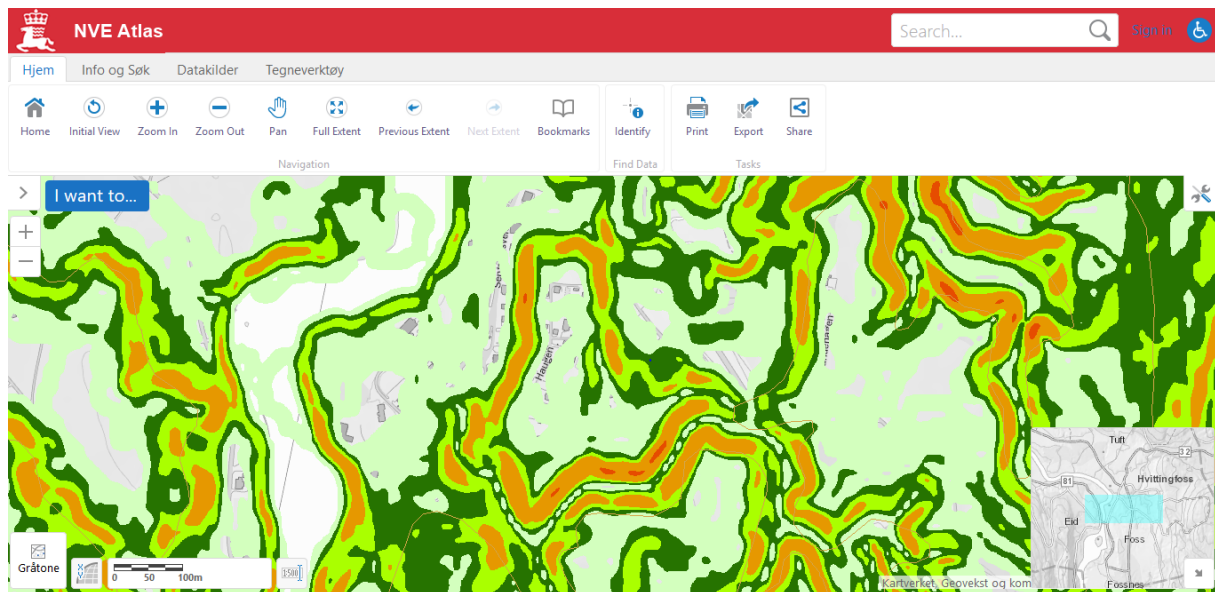 NVE Atlas
Search...
Sign in
Hjem Info og Søk Datakilder Tegneverktøy
Home Initial View Zoom In Zoom Out Pan Full Extent Previous Extent Next Extent Bookmarks Identify Print Export Share
Navigation Find Data Tasks
I want to...
Haugen
Tuft
32
81
Hvittingfoss
Eid
Foss
Fossnes
Gråtone
X Y
0 50 100m
1:500
Kartverket, Geovekst og kom